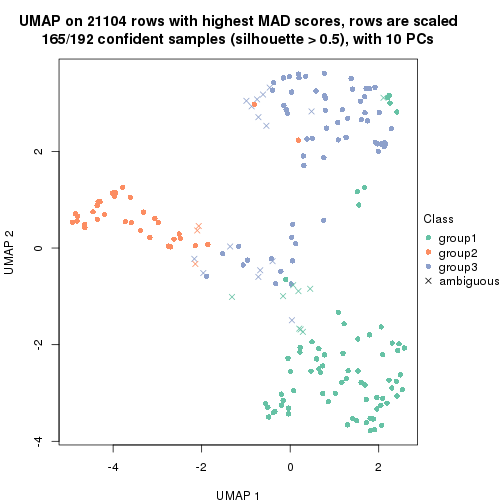 UMAP on 21104 rows with highest MAD scores, rows are scaled
165/192 confident samples (silhouette > 0.5), with 10 PCs
2
0
-2
-4
UMAP 2
-4 -2 0 2
UMAP 1
Class
group1
group2
group3
ambiguous